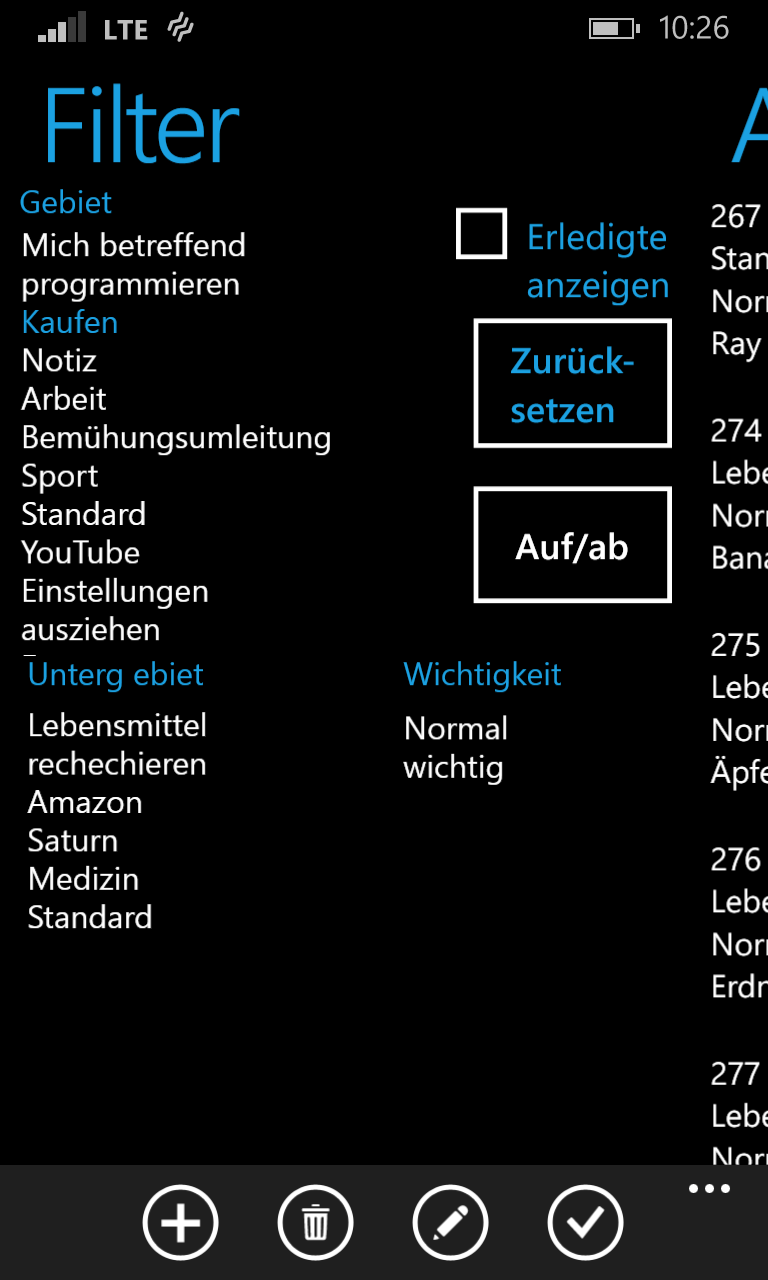 LTE 10:26
Filter
Gebiet
Mich betreffend
programmieren
Kaufen
Notiz
Arbeit
Bemühungsumleitung
Sport
Standard
YouTube
Einstellungen
ausziehen
Erledigte
anzeigen
Zurück-
setzen
Auf/ab
Unterg ebiet
Lebensmittel
rechechieren
Amazon
Saturn
Medizin
Standard
Wichtigkeit
Normal
wichtig
A
267
Stan
Norr
Ray
274
Lebe
Norr
Bana
275
Lebe
Norr
Äpfe
276
Lebe
Norr
Erdn
277
Lebe
Norr